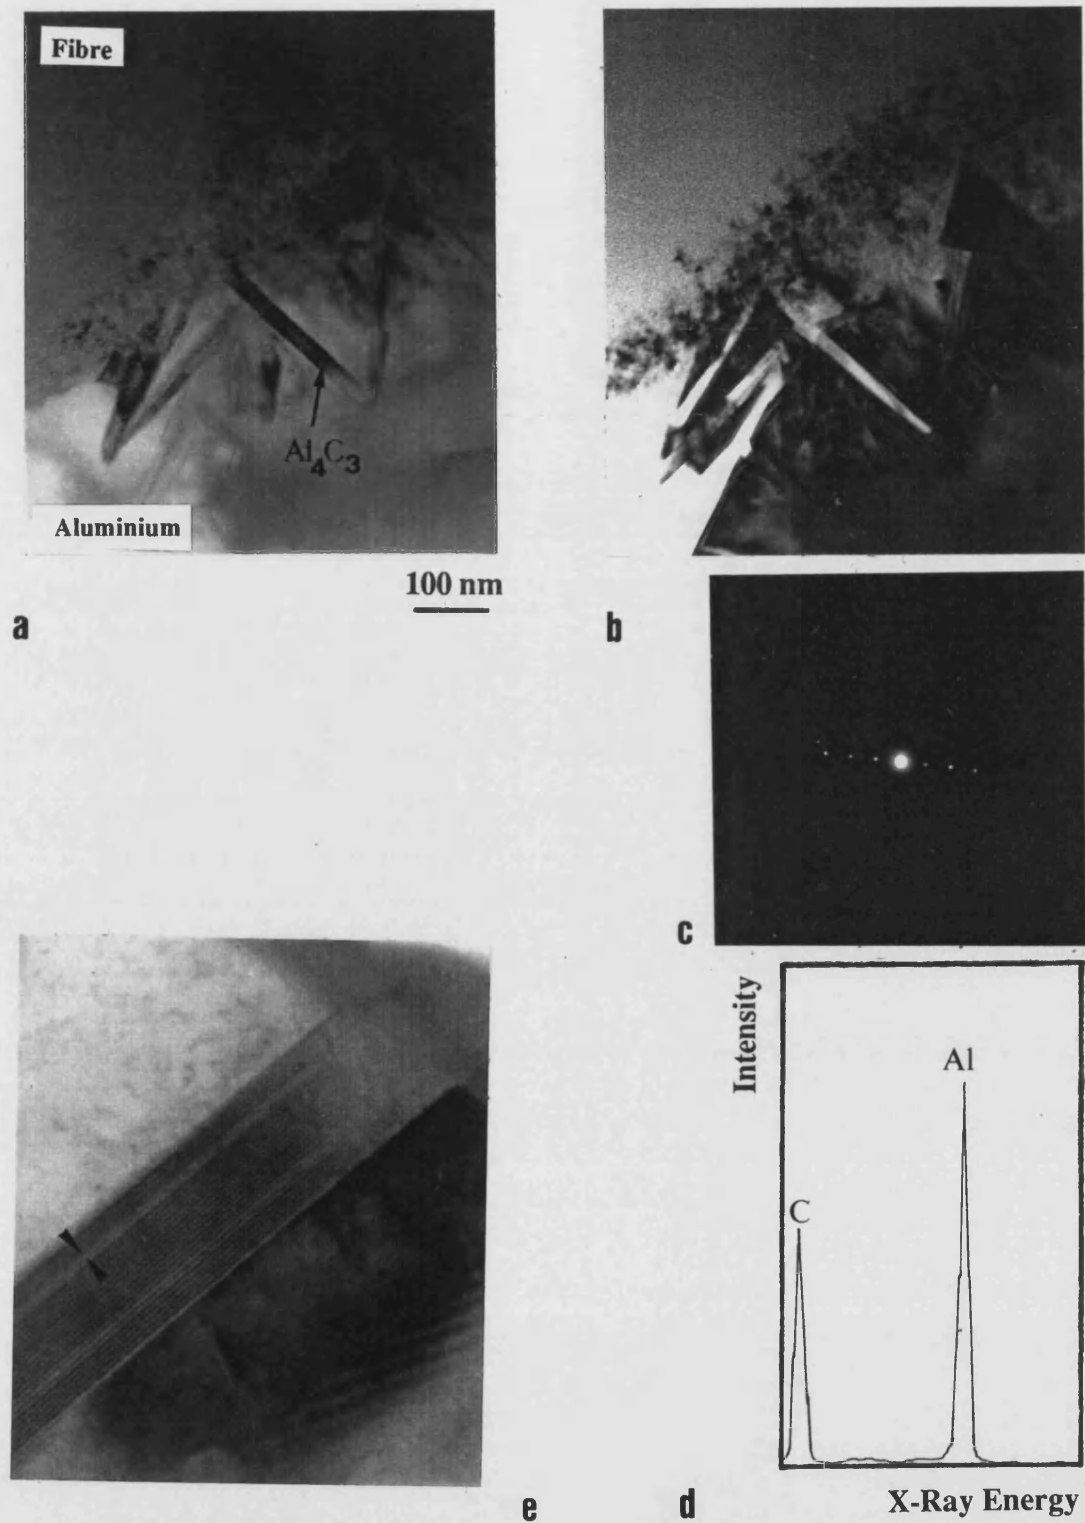 Fibre
Al₄C₃
Aluminium
100 nm
a
b
c
Intensity
Al
C
X-Ray Energy
e
d